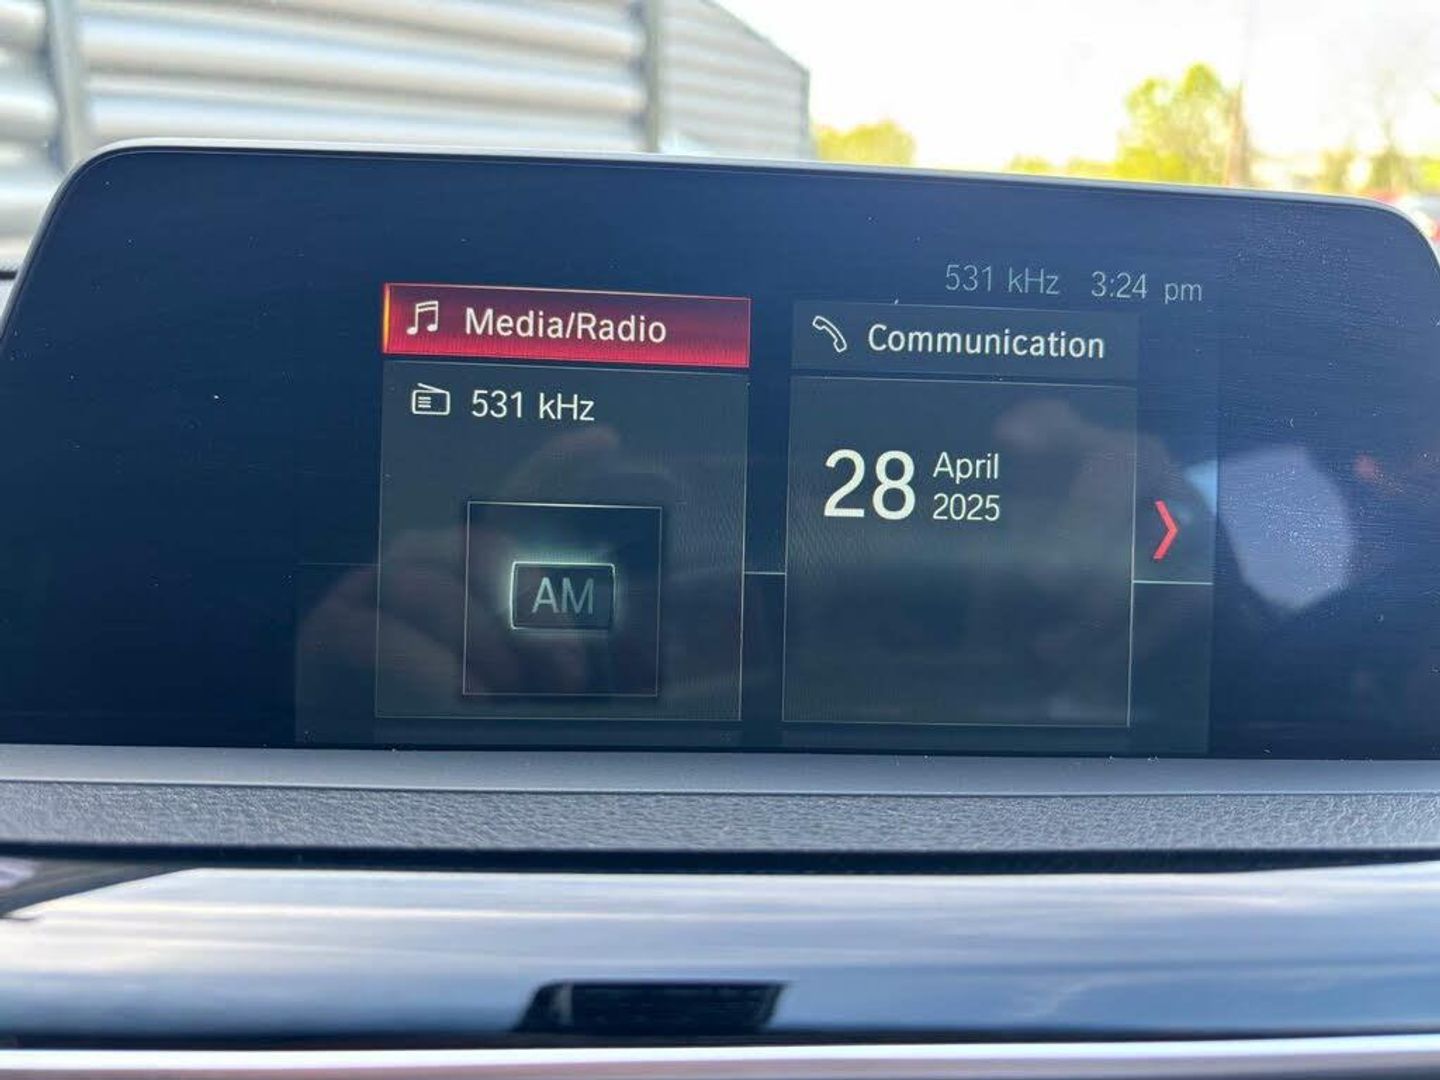 531 kHz 3:24 pm
Media/Radio
531 kHz
AM
Communication
28 April
2025